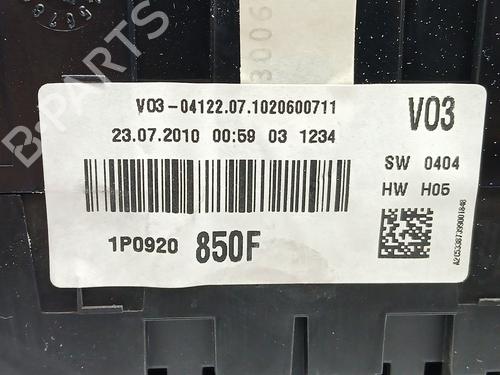 V03-04122.07.1020600711
V03
23.07.2010 00:59 03 1234
SW 0404
HW H05
1P0920 850F
A2C53387399001848
B-PARTS